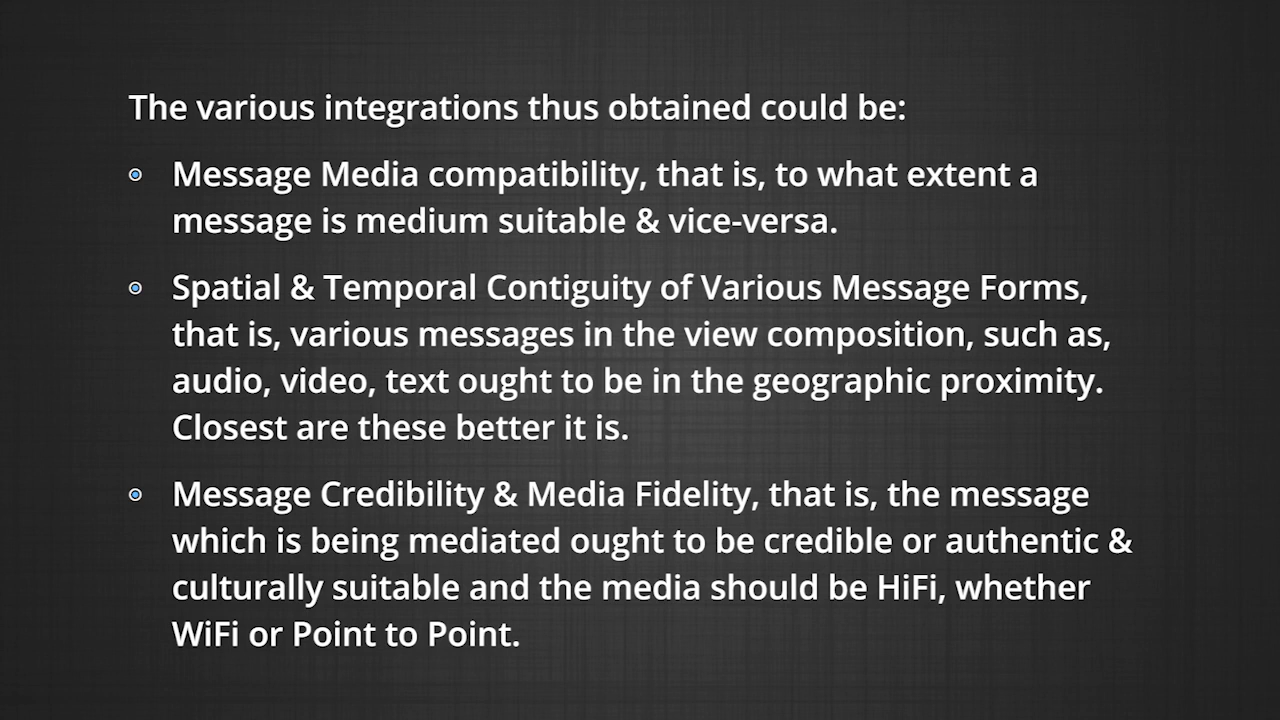 The various integrations thus obtained could be:
Message Media compatibility, that is, to what extent a
message is medium suitable & vice-versa.
Spatial & Temporal Contiguity of Various Message Forms,
that is, various messages in the view composition, such as,
audio, video, text ought to be in the geographic proximity.
Closest are these better it is.
Message Credibility & Media Fidelity, that is, the message
which is being mediated ought to be credible or authentic &
culturally suitable and the media should be HiFi, whether
WiFi or Point to Point.